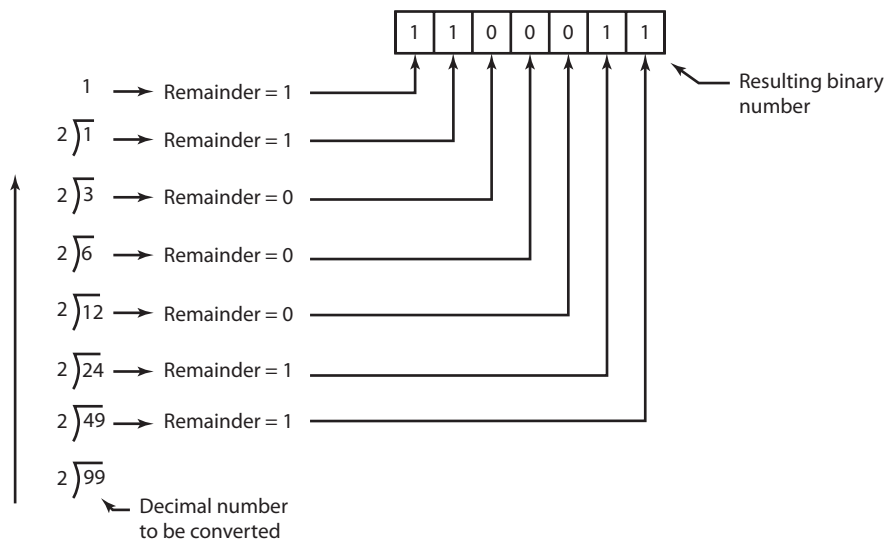 1 1 0 0 0 1 1
Resulting binary
number
1 Remainder = 1
2)1 Remainder = 1
2)3 Remainder = 0
2)6 Remainder = 0
2)12 Remainder = 0
2)24 Remainder = 1
2)49 Remainder = 1
2)99
Decimal number
to be converted